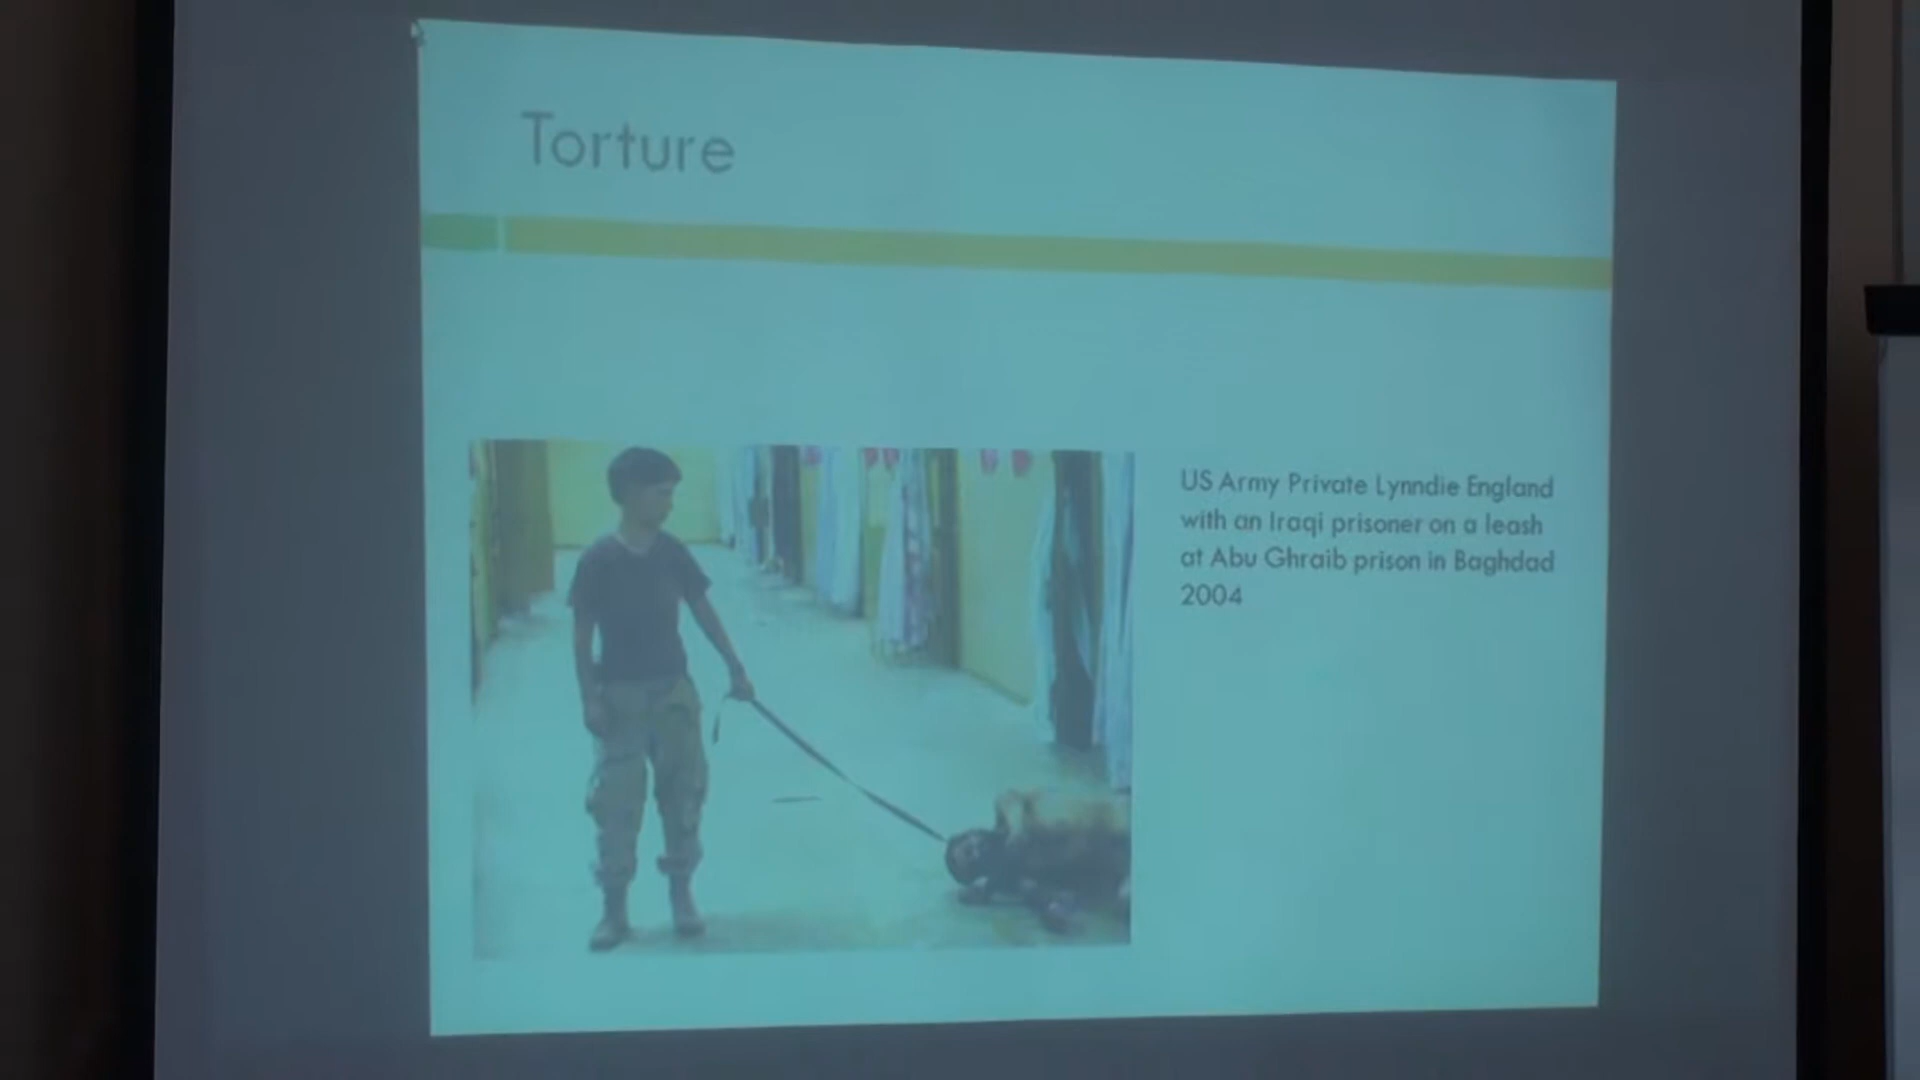 Torture
US Army Private Lynndie England
with an Iraqi prisoner on a leash
at Abu Ghraib prison in Baghdad
2004